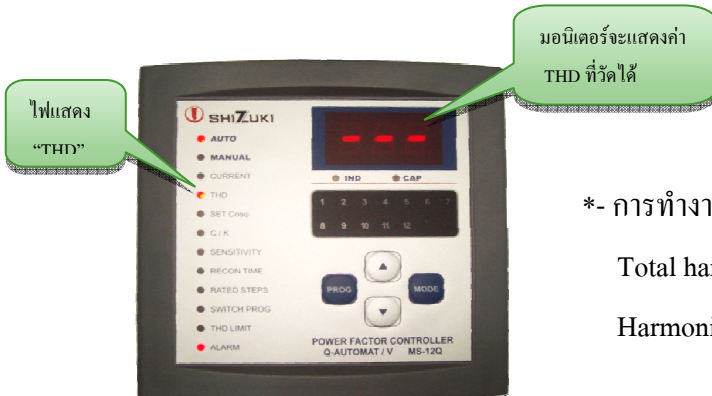 มอนิเตอร์จะแสดงค่า
THD ที่วัดได้
ไฟแสดง
“THD”
SHIZUKI
AUTO
MANUAL
CURRENT
THD
SET Cosφ
C / K
SENSITIVITY
RECON TIME
RATED STEPS
SWITCH PROG
THD LIMIT
ALARM
- - -
IND CAP
1 2 3 4 5 6 7
8 9 10 11 12
PROG
MODE
POWER FACTOR CONTROLLER
Q-AUTOMAT / V MS-12Q
*- การทำงา
Total ha
Harmoni